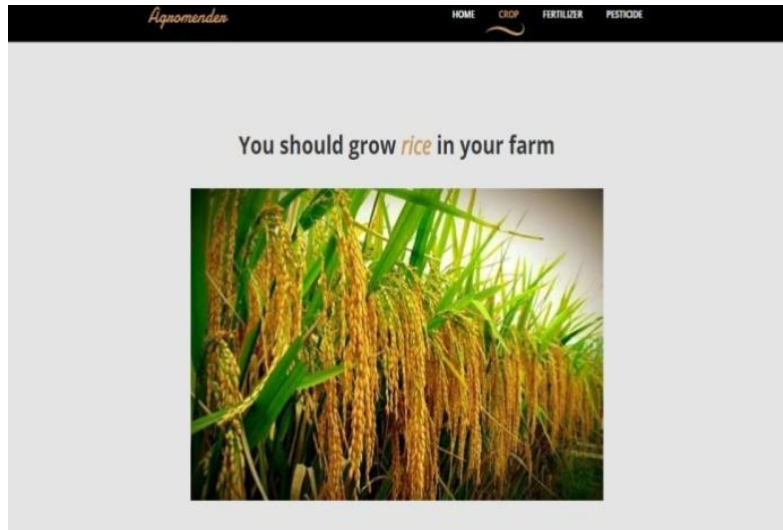 Agromender
HOME CROP FERTILIZER PESTICIDE
You should grow rice in your farm